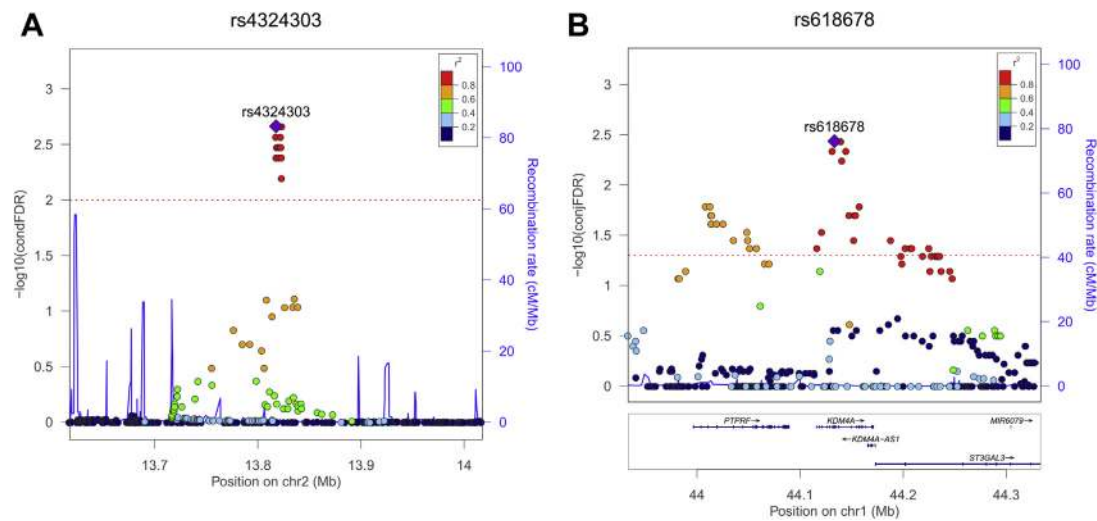 A
rs4324303
B
rs618678
r²
0.8
0.6
0.4
0.2
rs4324303
3
2.5
2
1.5
1
0.5
0
−log10(condFDR)
100
80
60
40
20
0
Recombination rate (cM/Mb)
13.7
13.8
13.9
14
Position on chr2 (Mb)
r²
0.8
0.6
0.4
0.2
rs618678
3
2.5
2
1.5
1
0.5
0
−log10(conjFDR)
100
80
60
40
20
0
Recombination rate (cM/Mb)
PTPRF→
KDM4A→
MIR6079→
←KDM4A−AS1
ST3GAL3→
44
44.1
44.2
44.3
Position on chr1 (Mb)